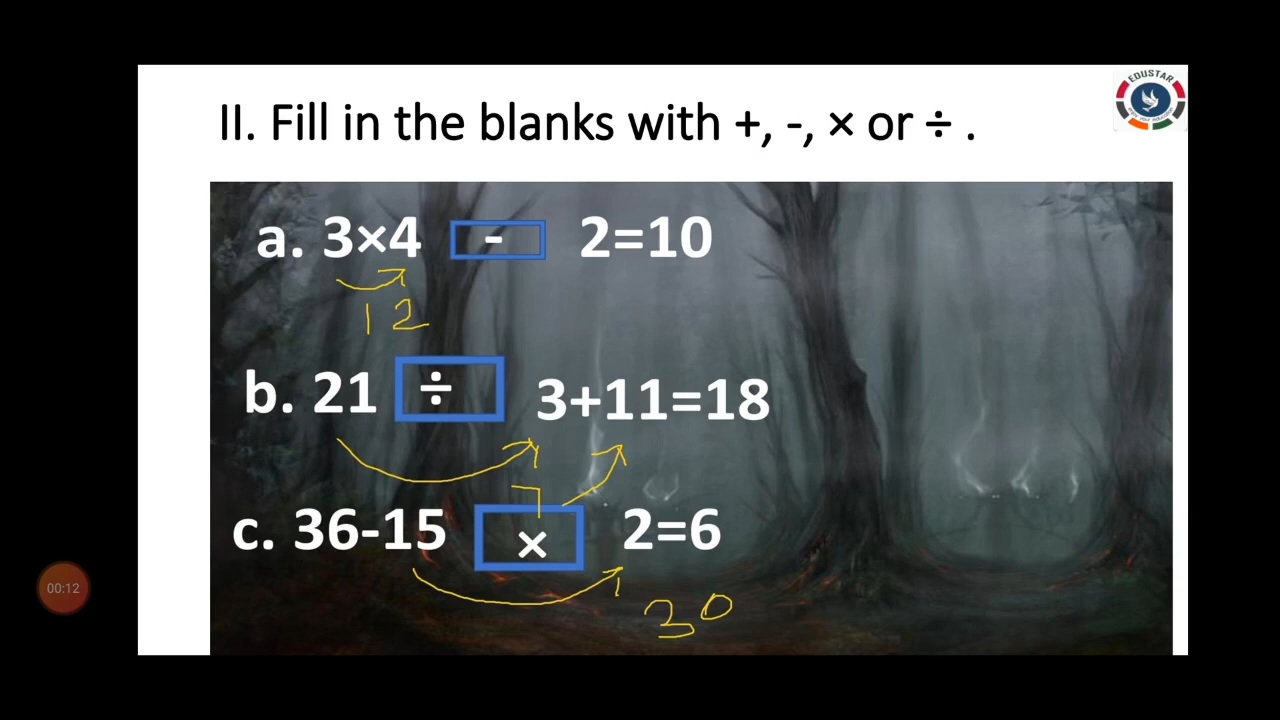 EDUSTAR
II. Fill in the blanks with +, -, × or ÷ .
a. 3×4 - 2=10
12
b. 21 ÷ 3+11=18
7
c. 36-15 × 2=6
30
00:12